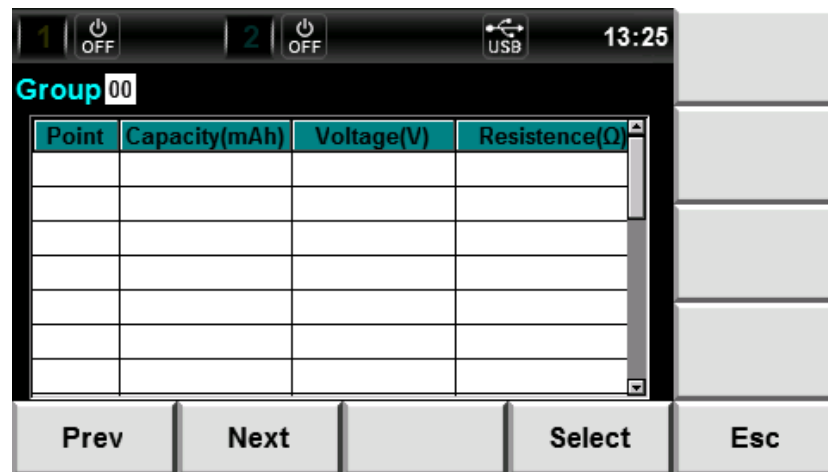 1 OFF 2 OFF USB 13:25
Group 00
Point Capacity(mAh) Voltage(V) Resistence(Ω)
Prev Next Select Esc